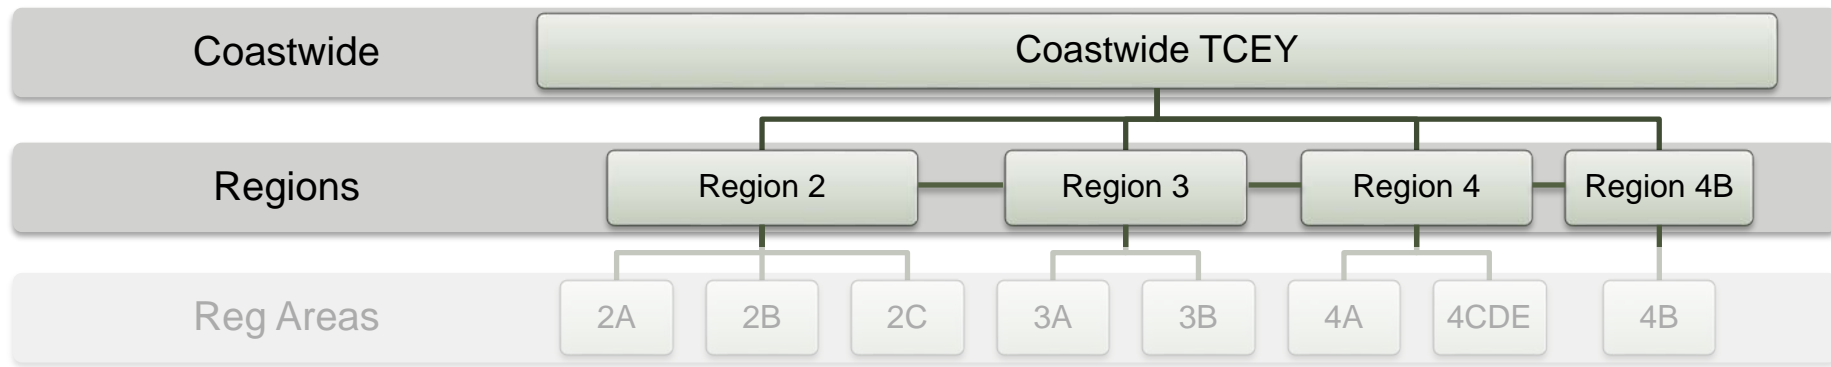 Coastwide
Coastwide TCEY
Regions
Region 2
Region 3
Region 4
Region 4B
Reg Areas
2A
2B
2C
3A
3B
4A
4CDE
4B